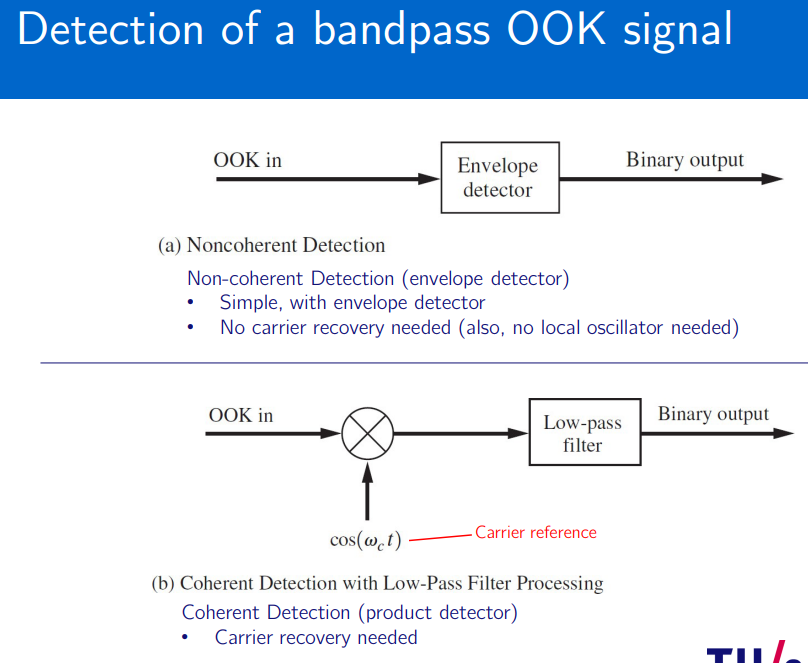 Detection of a bandpass OOK signal
OOK in
Envelope
detector
Binary output
(a) Noncoherent Detection
Non-coherent Detection (envelope detector)
• Simple, with envelope detector
• No carrier recovery needed (also, no local oscillator needed)
OOK in
Low-pass
filter
Binary output
cos(ω_c t)
Carrier reference
(b) Coherent Detection with Low-Pass Filter Processing
Coherent Detection (product detector)
• Carrier recovery needed